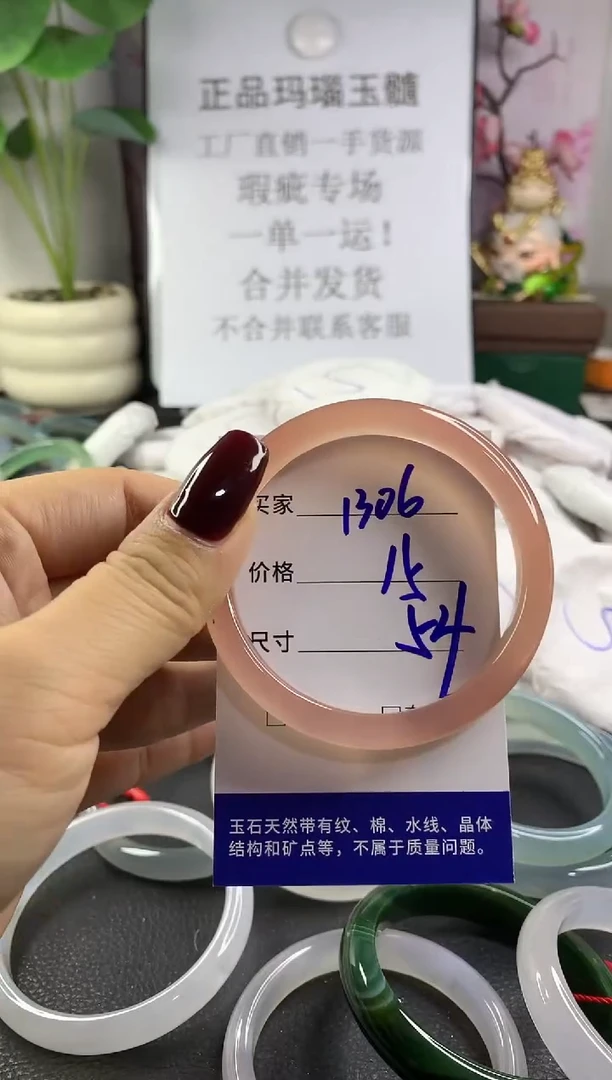 正品玛瑙玉髓
工厂直销一手货源
瑕疵专场
一单一运！
合并发货
不合并联系客服
买家 1306
价格 15
尺寸 54
玉石天然带有纹、棉、水线、晶体
结构和矿点等，不属于质量问题。